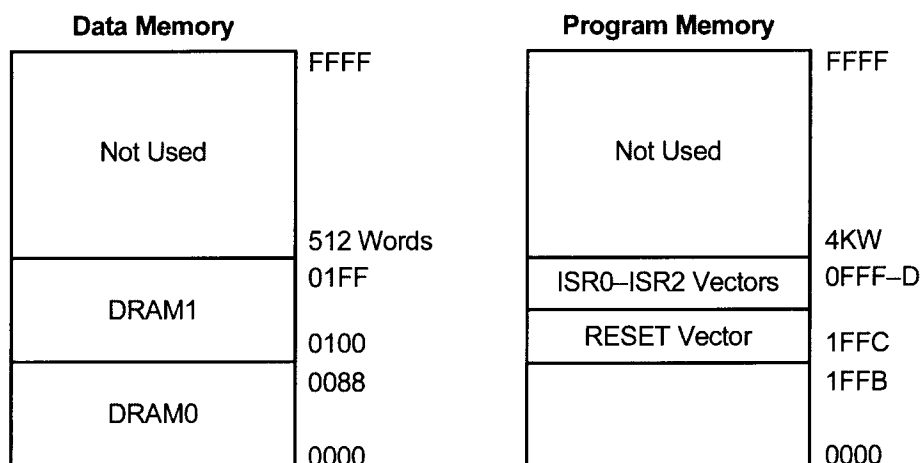 Data Memory
FFFF
Not Used
512 Words
01FF
DRAM1
0100
0088
DRAM0
0000
Program Memory
FFFF
Not Used
4KW
ISR0–ISR2 Vectors
0FFF–D
RESET Vector
1FFC
1FFB
0000